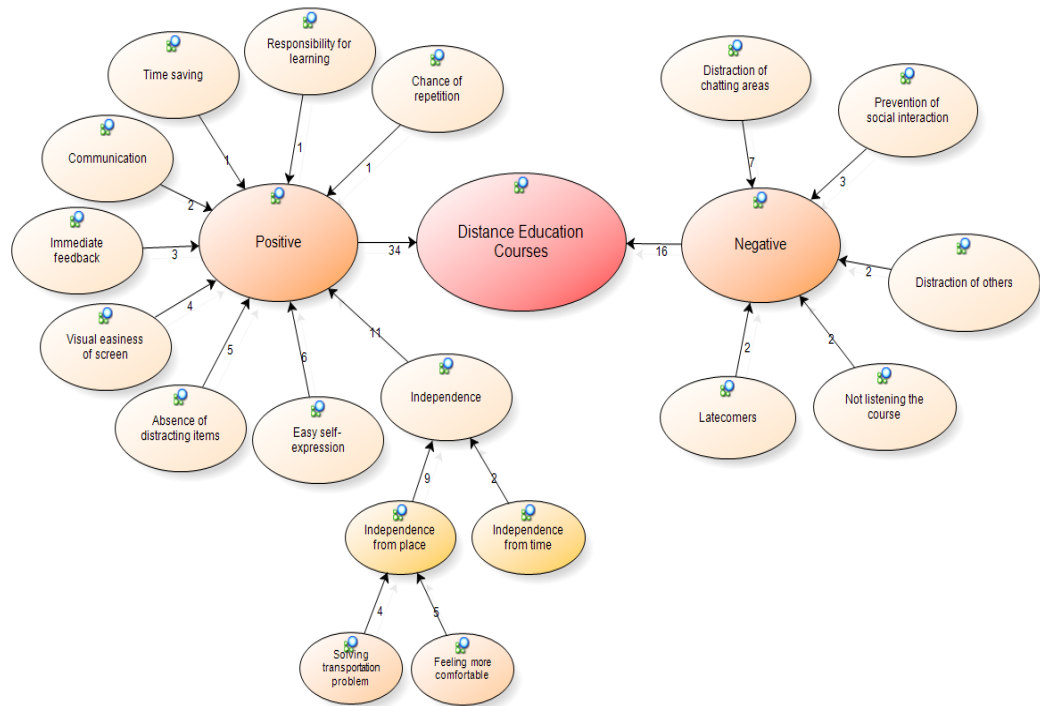 Responsibility for
learning
Time saving
Chance of
repetition
Distraction of
chatting areas
Prevention of
social interaction
Communication
1
1
1
7
3
2
Immediate
feedback
3
Positive
34
Distance Education
Courses
16
Negative
2
Distraction of others
Visual easiness
of screen
4
5
6
11
2
2
Absence of
distracting items
Easy self-
expression
Independence
Latecomers
Not listening the
course
9
2
Independence
from place
Independence
from time
4
5
Solving
transportation
problem
Feeling more
comfortable